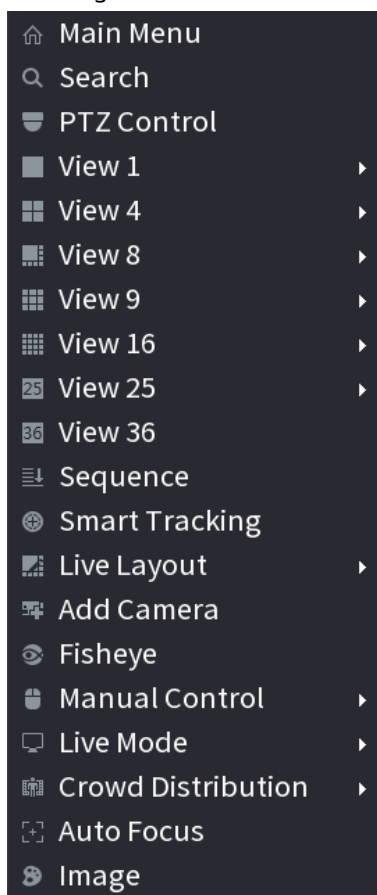 Main Menu
Search
PTZ Control
View 1
View 4
View 8
View 9
View 16
25 View 25
36 View 36
Sequence
Smart Tracking
Live Layout
Add Camera
Fisheye
Manual Control
Live Mode
Crowd Distribution
Auto Focus
Image